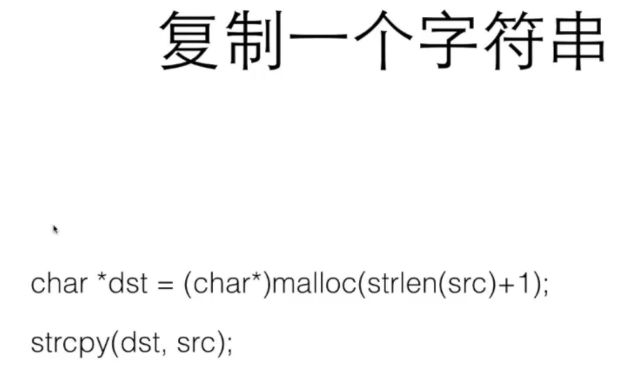 复制一个字符串
char *dst = (char*)malloc(strlen(src)+1);
strcpy(dst, src);